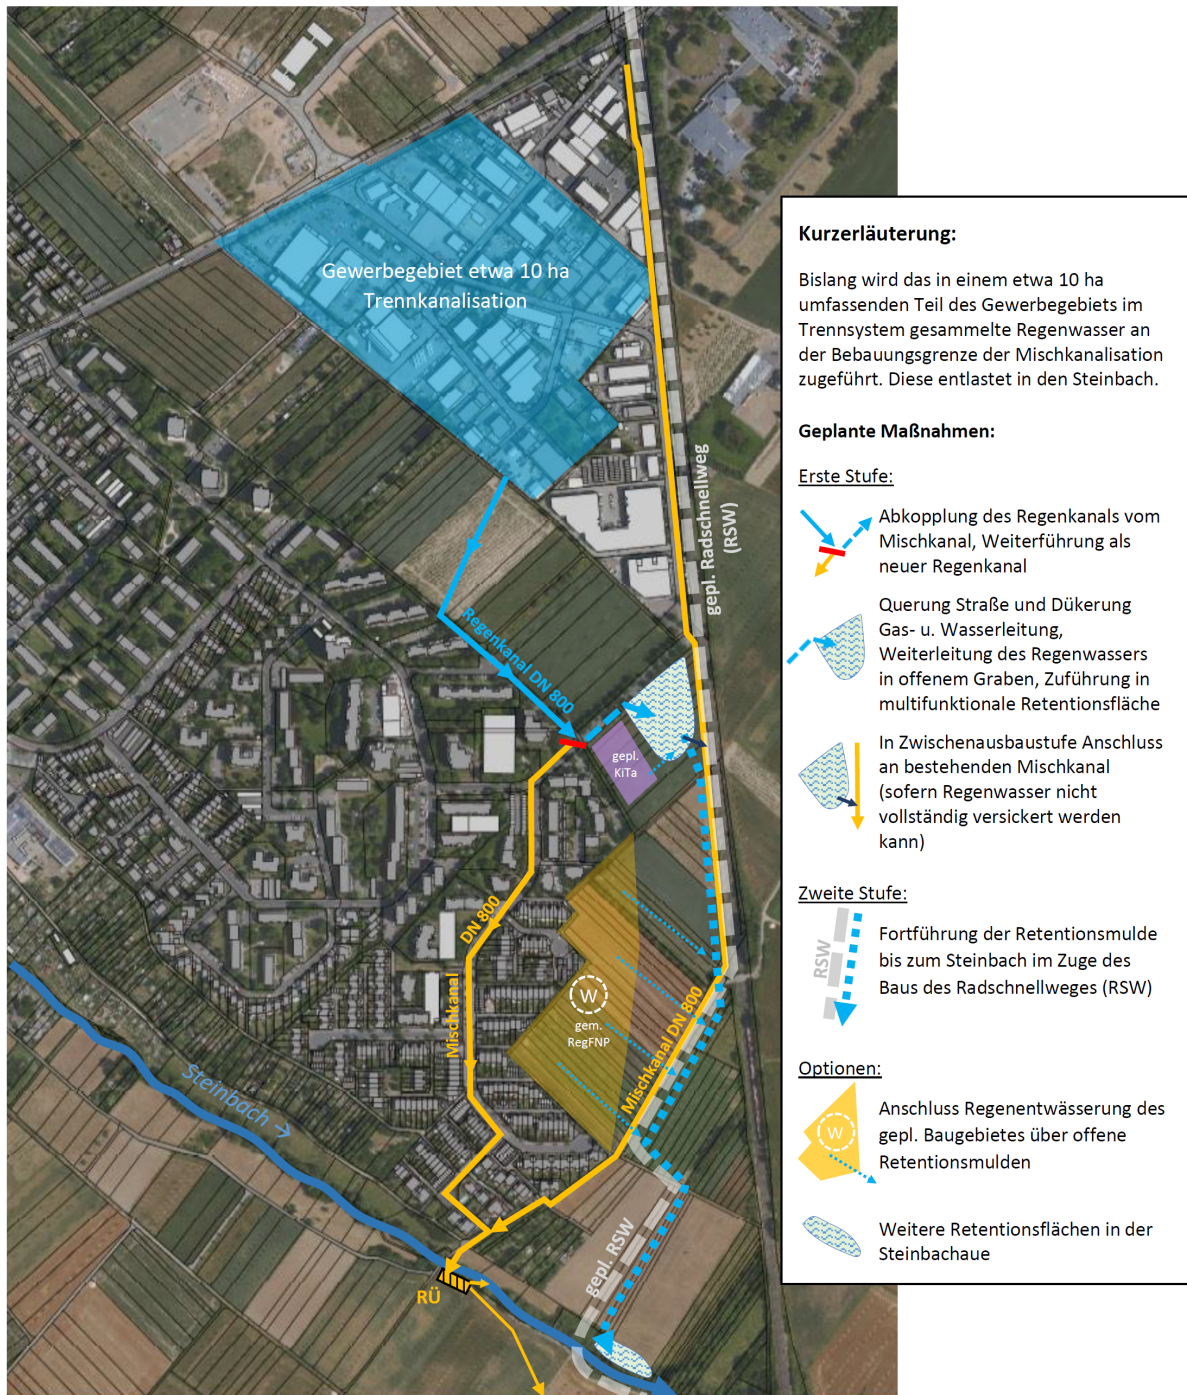 Gewerbegebiet etwa 10 ha
Trennkanalisation
gepl. Radschnellweg
(RSW)
Regenkanal DN 800
gepl.
KiTa
DN 800
Mischkanal
W
gem.
RegFNP
Mischkanal DN 800
Steinbach →
gepl. RSW
RÜ
Kurzerläuterung:
Bislang wird das in einem etwa 10 ha
umfassenden Teil des Gewerbegebiets im
Trennsystem gesammelte Regenwasser an
der Bebauungsgrenze der Mischkanalisation
zugeführt. Diese entlastet in den Steinbach.
Geplante Maßnahmen:
Erste Stufe:
Abkopplung des Regenkanals vom
Mischkanal, Weiterführung als
neuer Regenkanal
Querung Straße und Dükerung
Gas- u. Wasserleitung,
Weiterleitung des Regenwassers
in offenem Graben, Zuführung in
multifunktionale Retentionsfläche
In Zwischenausbaustufe Anschluss
an bestehenden Mischkanal
(sofern Regenwasser nicht
vollständig versickert werden
kann)
Zweite Stufe:
RSW
Fortführung der Retentionsmulde
bis zum Steinbach im Zuge des
Baus des Radschnellweges (RSW)
Optionen:
W
Anschluss Regenentwässerung des
gepl. Baugebietes über offene
Retentionsmulden
Weitere Retentionsflächen in der
Steinbachaue